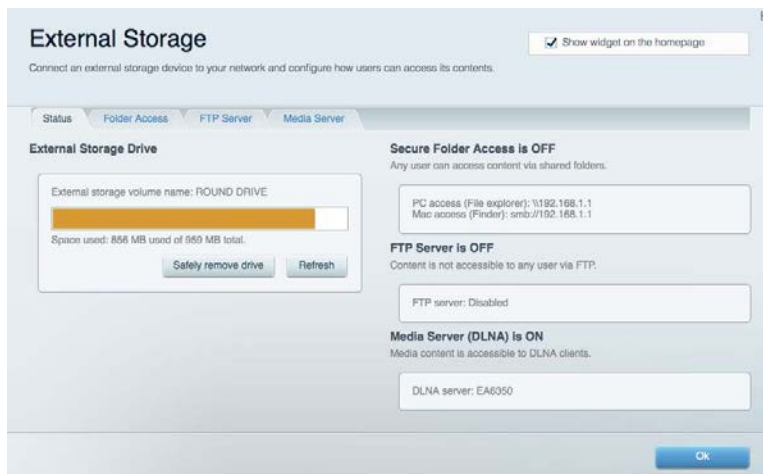 External Storage
Show widget on the homepage
Connect an external storage device to your network and configure how users can access its contents.
Status
Folder Access
FTP Server
Media Server
External Storage Drive
External storage volume name: ROUND DRIVE
Space used: 856 MB used of 959 MB total.
Safely remove drive
Refresh
Secure Folder Access is OFF
Any user can access content via shared folders.
PC access (File explorer): \\192.168.1.1
Mac access (Finder): smb://192.168.1.1
FTP Server is OFF
Content is not accessible to any user via FTP.
FTP server: Disabled
Media Server (DLNA) is ON
Media content is accessible to DLNA clients.
DLNA server: EA6350
Ok